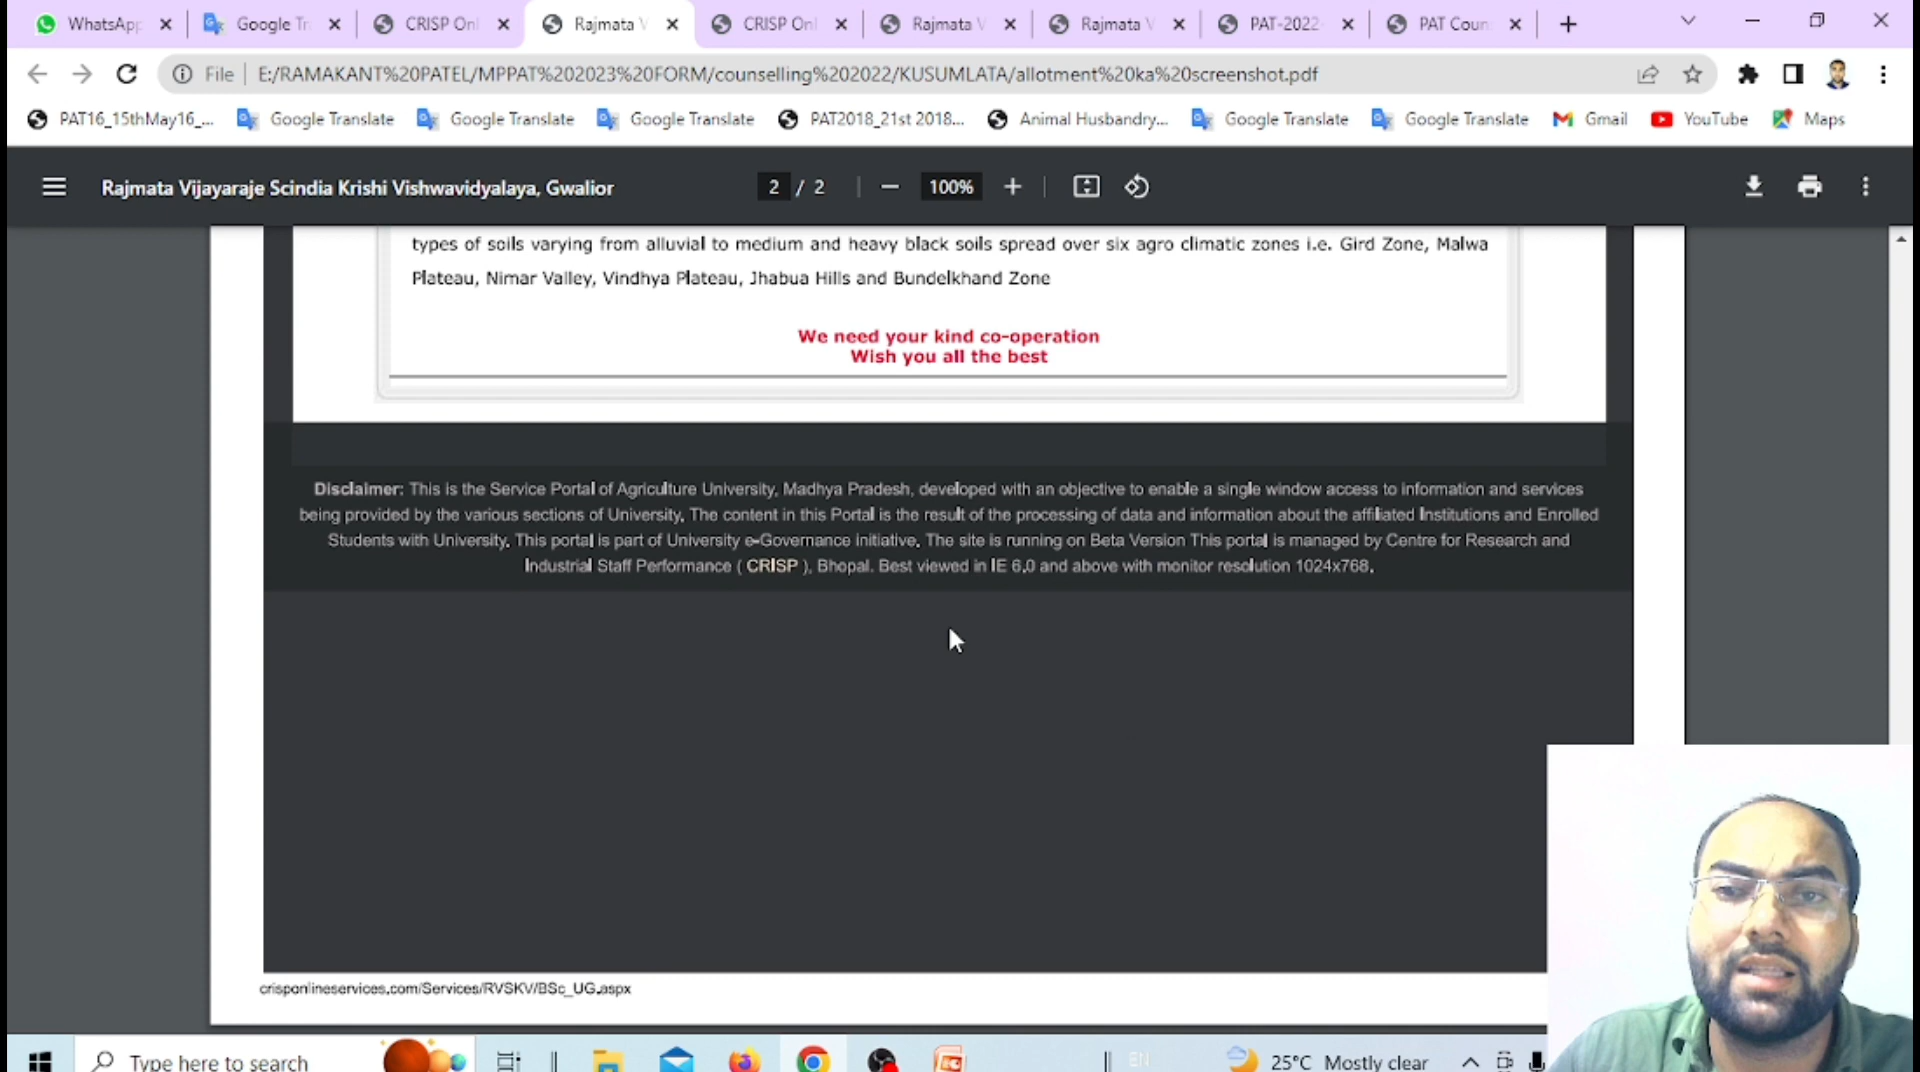 WhatsApp
Google Tr
CRISP Onl
Rajmata V
CRISP Onl
Rajmata V
Rajmata V
PAT-2022-
PAT Coun
File
E:/RAMAKANT%20PATEL/MPPAT%202023%20FORM/counselling%202022/KUSUMLATA/allotment%20ka%20screenshot.pdf
PAT16_15thMay16_...
Google Translate
Google Translate
Google Translate
PAT2018_21st 2018...
Animal Husbandry...
Google Translate
Google Translate
Gmail
YouTube
Maps
Rajmata Vijayaraje Scindia Krishi Vishwavidyalaya, Gwalior
2 / 2
100%
types of soils varying from alluvial to medium and heavy black soils spread over six agro climatic zones i.e. Gird Zone, Malwa
Plateau, Nimar Valley, Vindhya Plateau, Jhabua Hills and Bundelkhand Zone
We need your kind co-operation
Wish you all the best
Disclaimer: This is the Service Portal of Agriculture University, Madhya Pradesh, developed with an objective to enable a single window access to information and services
being provided by the various sections of University, The content in this Portal is the result of the processing of data and information about the affiliated Institutions and Enrolled
Students with University. This portal is part of University e-Governance initiative. The site is running on Beta Version This portal is managed by Centre for Research and
Industrial Staff Performance ( CRISP ), Bhopal. Best viewed in IE 6.0 and above with monitor resolution 1024x768.
crisponlineservices.com/Services/RVSKV/BSc_UG.aspx
Type here to search
EN
25°C Mostly clear